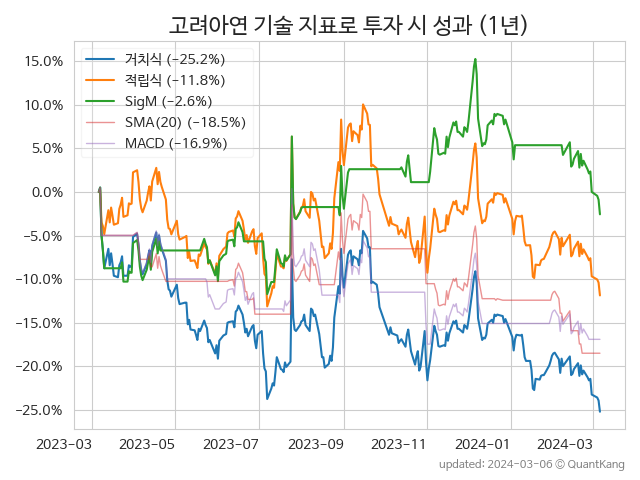 고려아연 기술 지표로 투자 시 성과 (1년)
거치식 (−25.2%)
적립식 (−11.8%)
SigM (−2.6%)
SMA(20) (−18.5%)
MACD (−16.9%)
15.0%
10.0%
5.0%
0.0%
−5.0%
−10.0%
−15.0%
−20.0%
−25.0%
2023−03 2023−05 2023−07 2023−09 2023−11 2024−01 2024−03
updated: 2024−03−06 © QuantKang